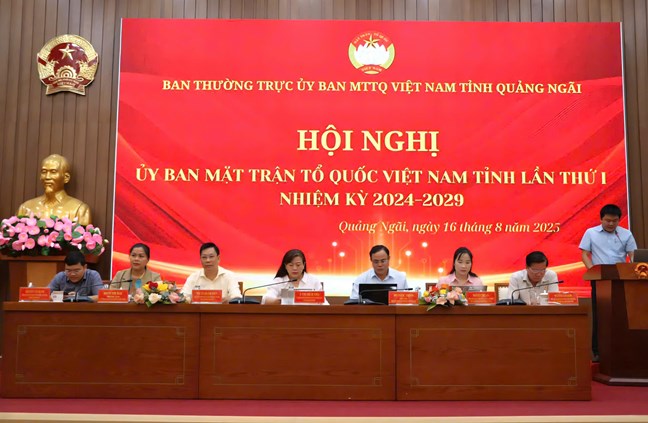 BAN THƯỜNG TRỰC ỦY BAN MTTQ VIỆT NAM TỈNH QUẢNG NGÃI
HỘI NGHỊ
ỦY BAN MẶT TRẬN TỔ QUỐC VIỆT NAM TỈNH LẦN THỨ I
NHIỆM KỲ 2024-2029
Quảng Ngãi, ngày 16 tháng 8 năm 2025